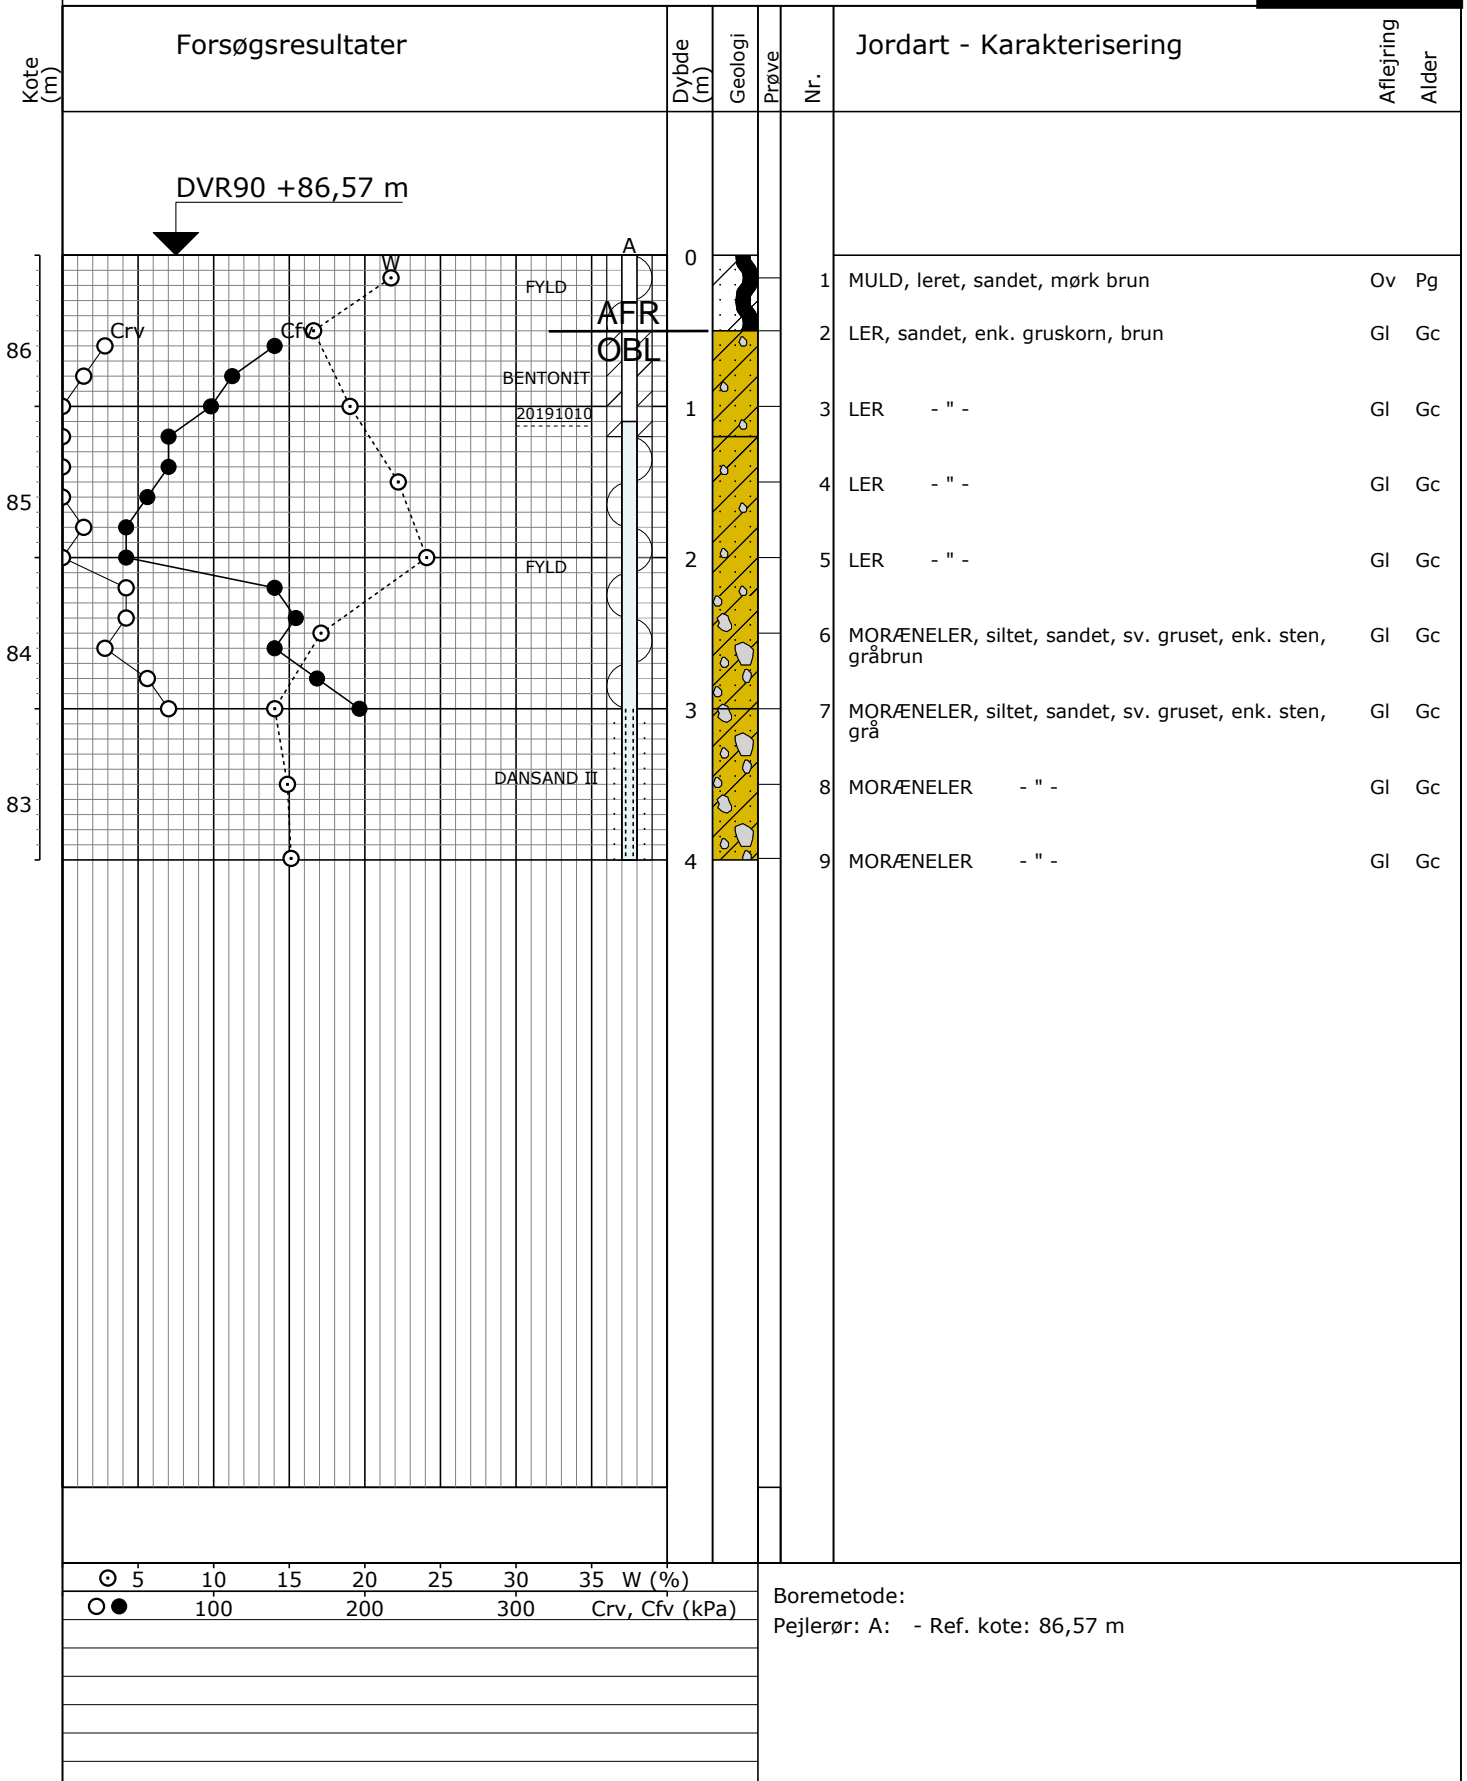 Forsøgsresultater
Jordart - Karakterisering
Kote (m)
Dybde (m)
Geologi
Prøve
Nr.
Aflejring
Alder
DVR90 +86,57 m
A
W
0
FYLD
1 MULD, leret, sandet, mørk brun Ov Pg
AFR
Crv
Cfv
2 LER, sandet, enk. gruskorn, brun Gl Gc
86
OBL
BENTONIT
20191010
1
3 LER - " - Gl Gc
85
4 LER - " - Gl Gc
2
FYLD
5 LER - " - Gl Gc
84
6 MORÆNELER, siltet, sandet, sv. gruset, enk. sten, Gl Gc
gråbrun
3
7 MORÆNELER, siltet, sandet, sv. gruset, enk. sten, Gl Gc
grå
DANSAND II
8 MORÆNELER - " - Gl Gc
83
4
9 MORÆNELER - " - Gl Gc
5 10 15 20 25 30 35 W (%)
100 200 300 Crv, Cfv (kPa)
Boremetode:
Pejlerør: A: - Ref. kote: 86,57 m